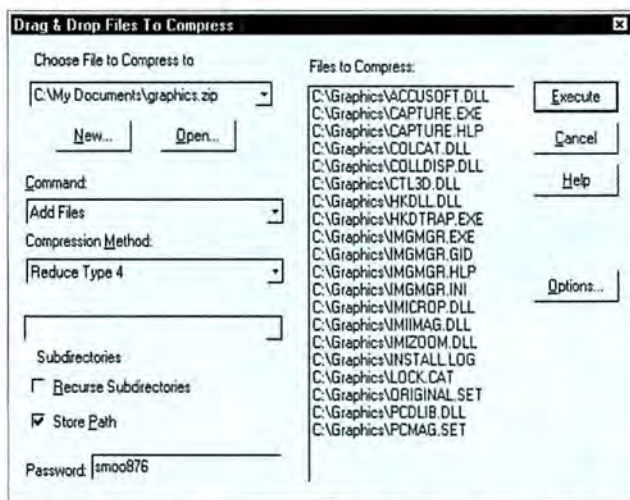 Drag & Drop Files To Compress
Choose File to Compress to
C:\My Documents\graphics.zip
New...
Open...
Command:
Add Files
Compression Method:
Reduce Type 4
Subdirectories
Recurse Subdirectories
Store Path
Password:
smoo876
Files to Compress:
C:\Graphics\ACCUSOFT.DLL
C:\Graphics\CAPTURE.EXE
C:\Graphics\CAPTURE.HLP
C:\Graphics\COLCAT.DLL
C:\Graphics\COLLDISP.DLL
C:\Graphics\CTL3D.DLL
C:\Graphics\HKDLL.DLL
C:\Graphics\HKDTRAP.EXE
C:\Graphics\IMGMGR.EXE
C:\Graphics\IMGMGR.GID
C:\Graphics\IMGMGR.HLP
C:\Graphics\IMGMGR.INI
C:\Graphics\IMICROP.DLL
C:\Graphics\IMIIMAG.DLL
C:\Graphics\IMIZOOM.DLL
C:\Graphics\INSTALL.LOG
C:\Graphics\LOCK.CAT
C:\Graphics\ORIGINAL.SET
C:\Graphics\PCDLIB.DLL
C:\Graphics\PCMAG.SET
Execute
Cancel
Help
Options...